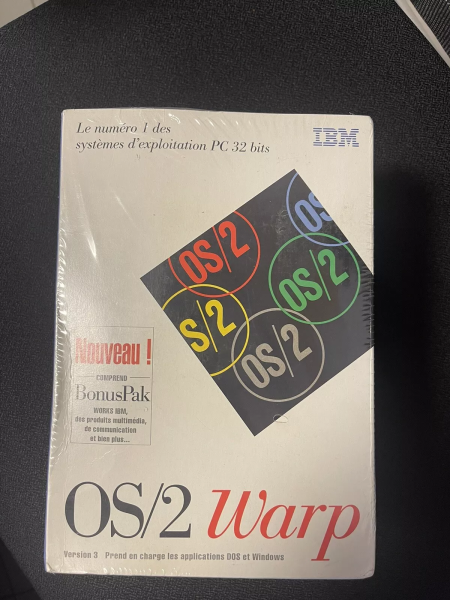 Le numéro 1 des
systèmes d'exploitation PC 32 bits
IBM
OS
OS/2
OS/2
S/2
OS/2
Nouveau !
COMPREND
BonusPak
WORKS IBM,
des produits multimédia,
de communication
et bien plus...
OS/2 Warp
Version 3 Prend en charge les applications DOS et Windows